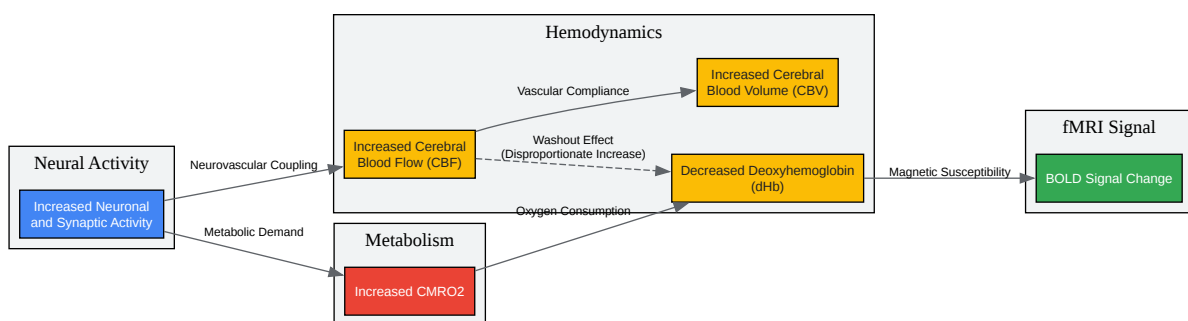 Hemodynamics
Increased Cerebral
Blood Volume (CBV)
Vascular Compliance
fMRI Signal
Washout Effect
(Disproportionate Increase)
Increased Cerebral
Blood Flow (CBF)
Neural Activity
Neurovascular Coupling
Decreased Deoxyhemoglobin
(dHb)
Magnetic Susceptibility
BOLD Signal Change
Increased Neuronal
and Synaptic Activity
Oxygen Consumption
Metabolic Demand
Metabolism
Increased CMRO2